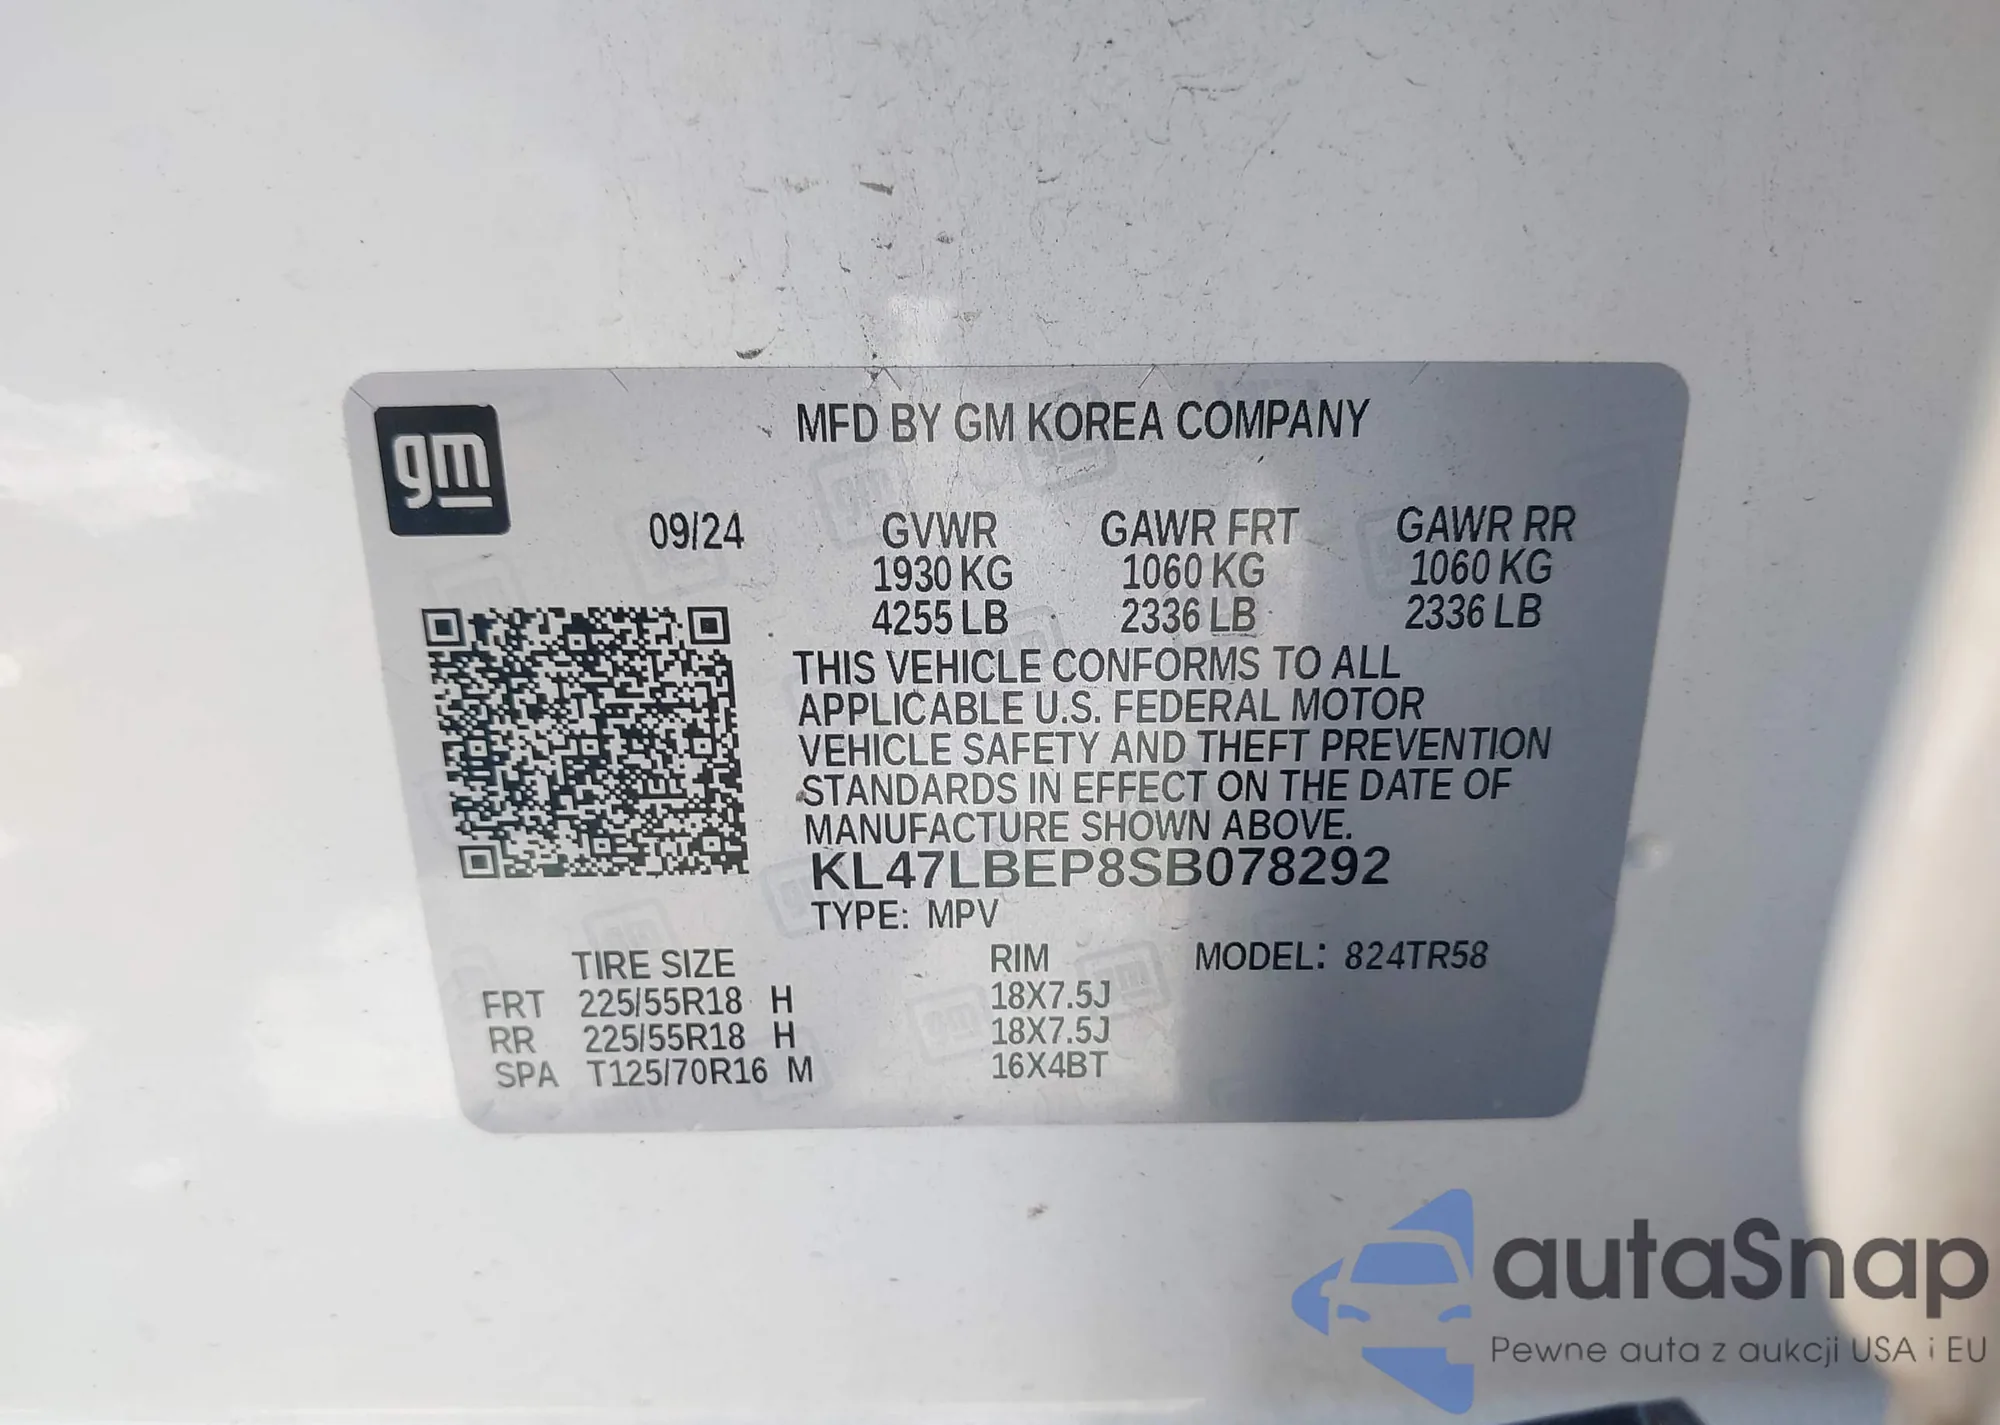 gm
MFD BY GM KOREA COMPANY
09/24 GVWR GAWR FRT GAWR RR
1930 KG 1060 KG 1060 KG
4255 LB 2336 LB 2336 LB
THIS VEHICLE CONFORMS TO ALL
APPLICABLE U.S. FEDERAL MOTOR
VEHICLE SAFETY AND THEFT PREVENTION
STANDARDS IN EFFECT ON THE DATE OF
MANUFACTURE SHOWN ABOVE.
KL47LBEP8SB078292
TYPE: MPV
TIRE SIZE RIM MODEL: 824TR58
FRT 225/55R18 H 18X7.5J
RR 225/55R18 H 18X7.5J
SPA T125/70R16 M 16X4BT
autaSnap
Pewne auta z aukcji USA i EU